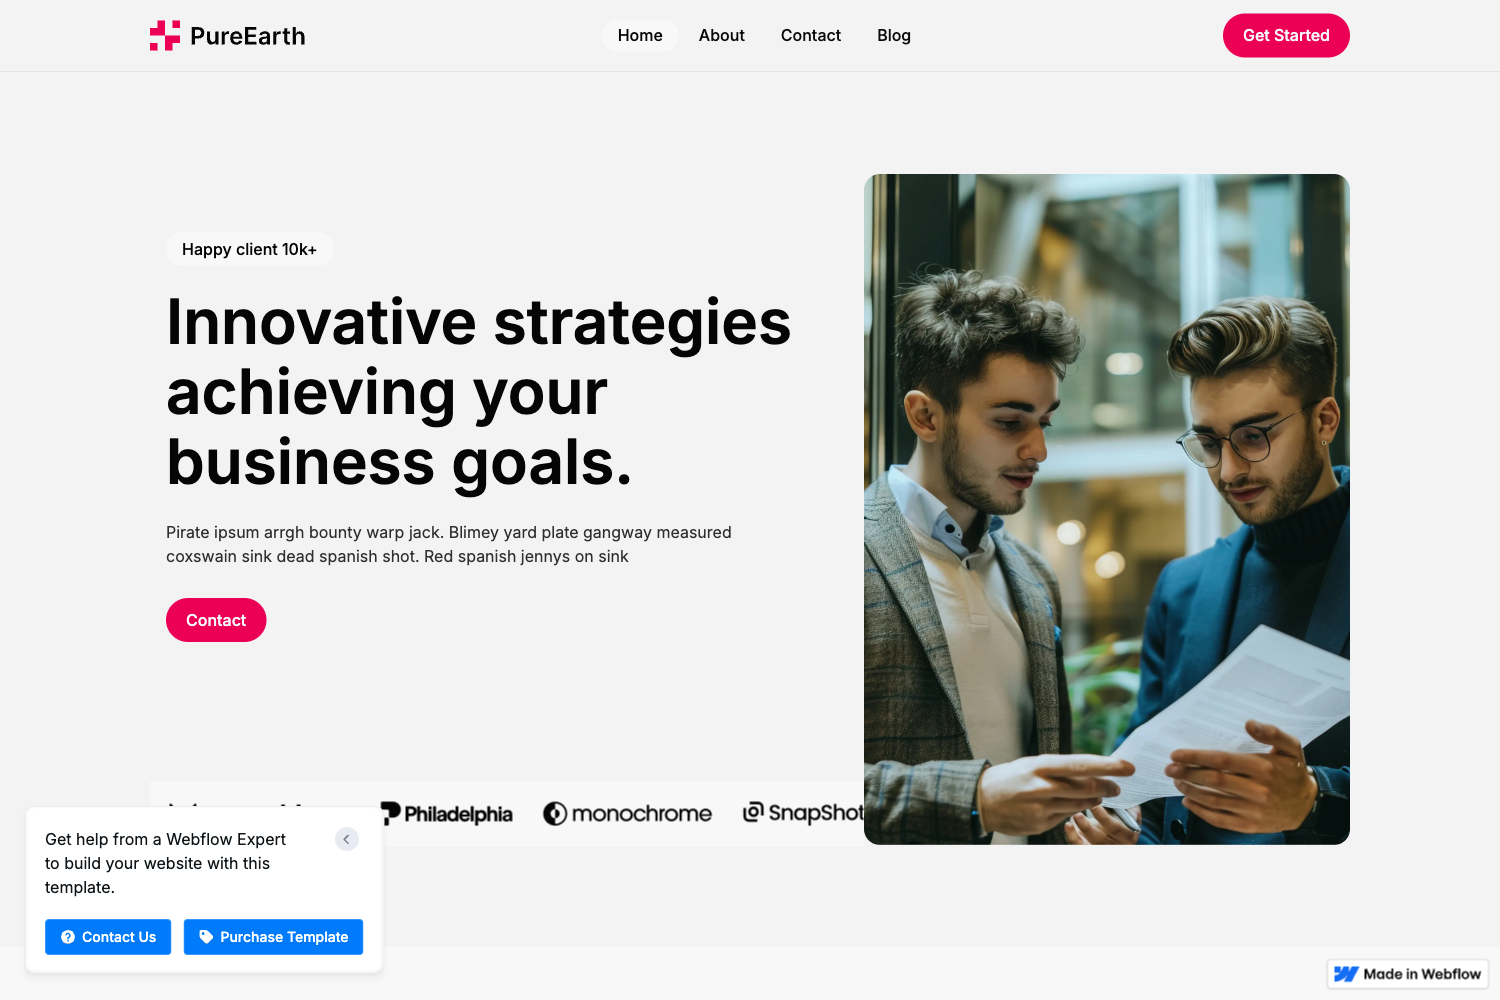 PureEarth
Home
About
Contact
Blog
Get Started
Happy client 10k+
Innovative strategies
achieving your
business goals.
Pirate ipsum arrgh bounty warp jack. Blimey yard plate gangway measured
coxswain sink dead spanish shot. Red spanish jennys on sink
Contact
Philadelphia
monochrome
SnapShot
Get help from a Webflow Expert
to build your website with this
template.
Contact Us
Purchase Template
Made in Webflow